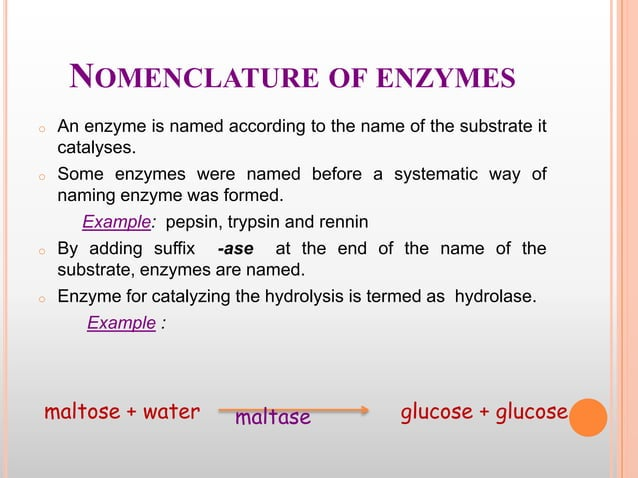 NOMENCLATURE OF ENZYMES
o An enzyme is named according to the name of the substrate it
catalyses.
o Some enzymes were named before a systematic way of
naming enzyme was formed.
Example: pepsin, trypsin and rennin
o By adding suffix -ase at the end of the name of the
substrate, enzymes are named.
o Enzyme for catalyzing the hydrolysis is termed as hydrolase.
Example :
maltose + water maltase glucose + glucose